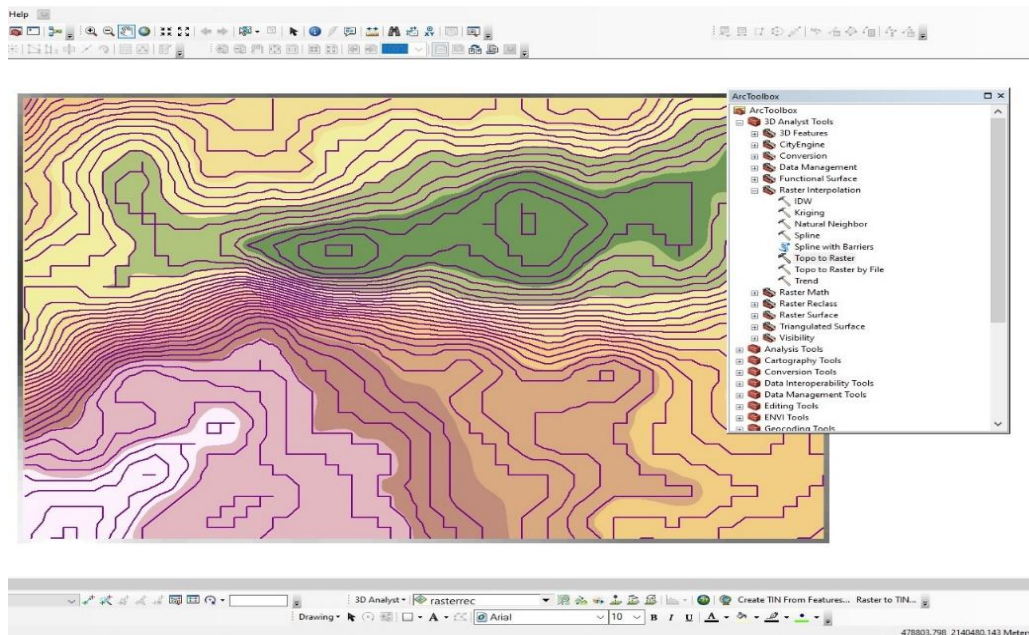 Help
ArcToolbox
ArcToolbox
3D Analyst Tools
3D Features
CityEngine
Conversion
Data Management
Functional Surface
Raster Interpolation
IDW
Kriging
Natural Neighbor
Spline
Spline with Barriers
Topo to Raster
Topo to Raster by File
Trend
Raster Math
Raster Reclass
Raster Surface
Triangulated Surface
Visibility
Analysis Tools
Cartography Tools
Conversion Tools
Data Interoperability Tools
Data Management Tools
Editing Tools
ENVI Tools
Geocoding Tools
3D Analyst rasterrec Create TIN From Features... Raster to TIN...
Drawing A Arial 10 B I U A
478803.798 2140480.143 Meters